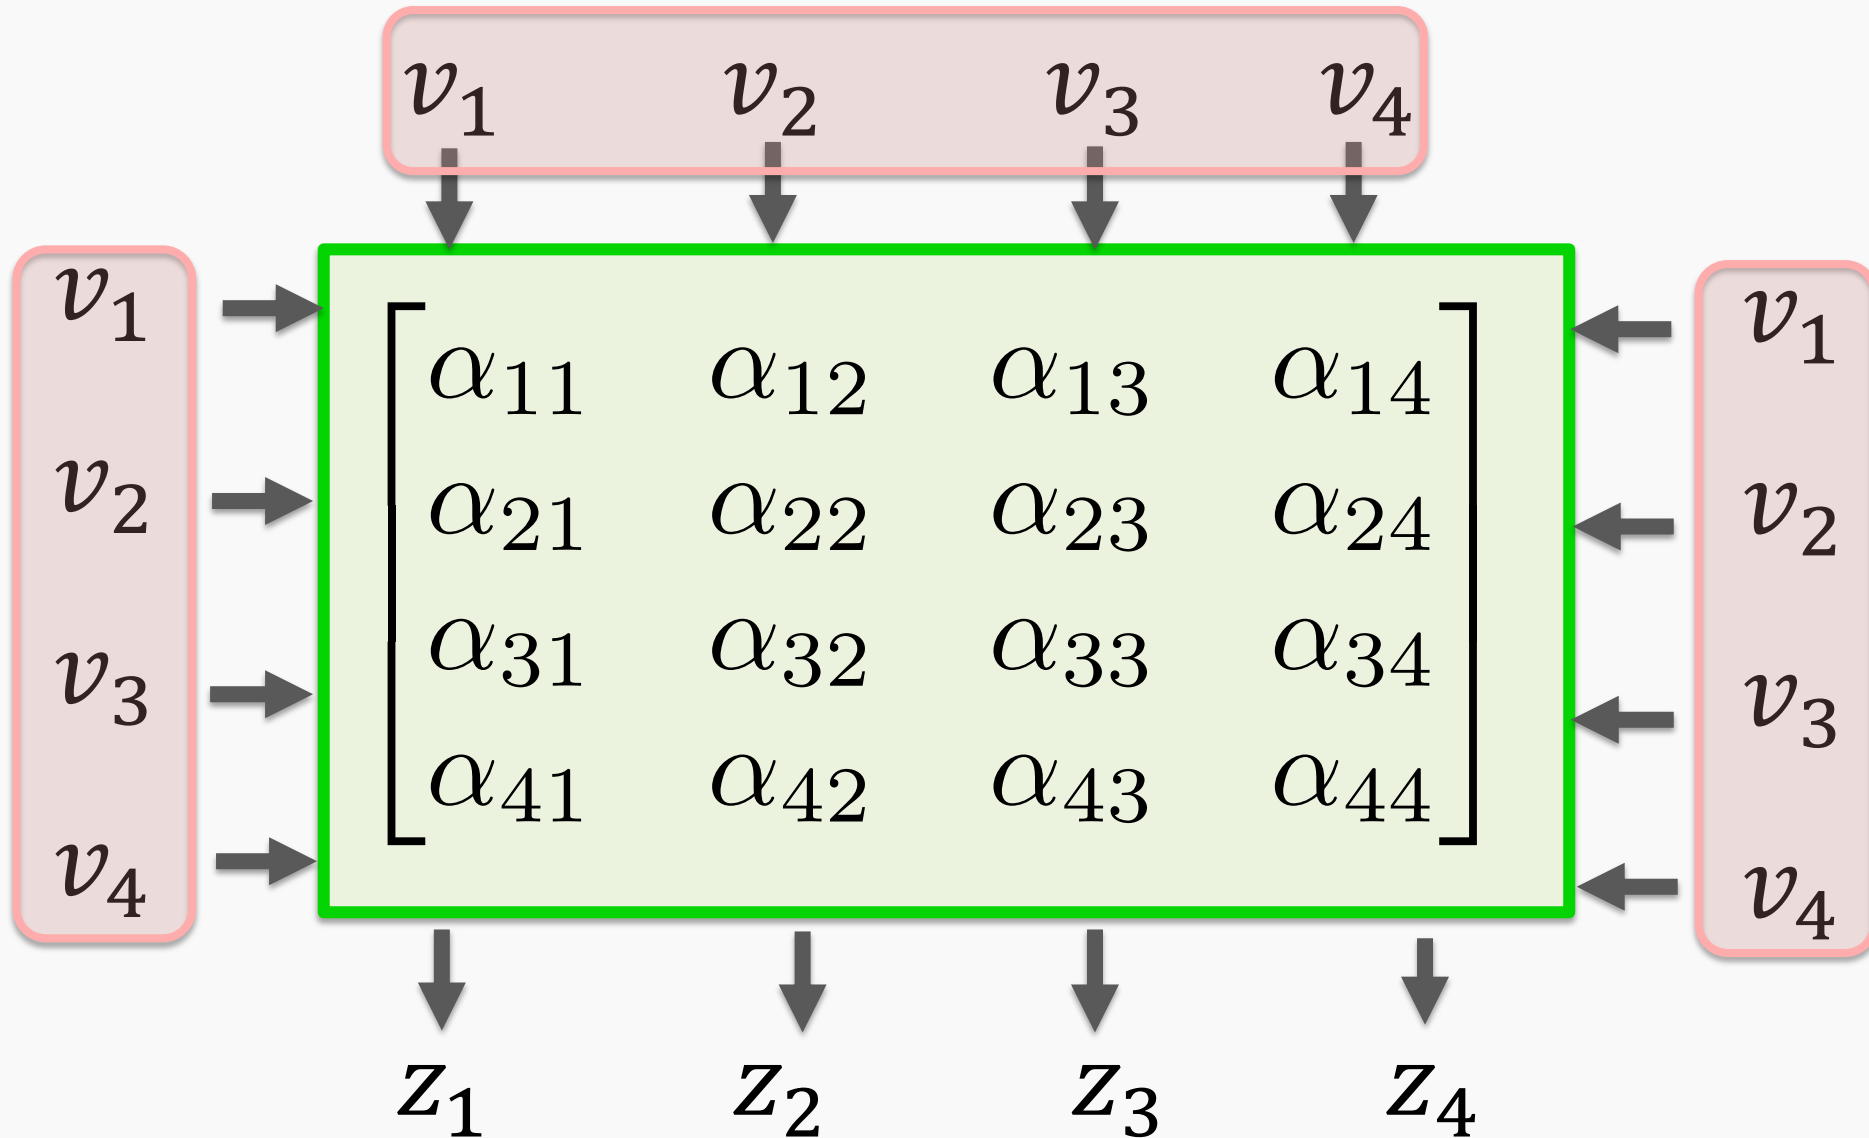 v₁ v₂ v₃ v₄
v₁ α₁₁ α₁₂ α₁₃ α₁₄ v₁
v₂ α₂₁ α₂₂ α₂₃ α₂₄ v₂
v₃ α₃₁ α₃₂ α₃₃ α₃₄ v₃
v₄ α₄₁ α₄₂ α₄₃ α₄₄ v₄
z₁ z₂ z₃ z₄